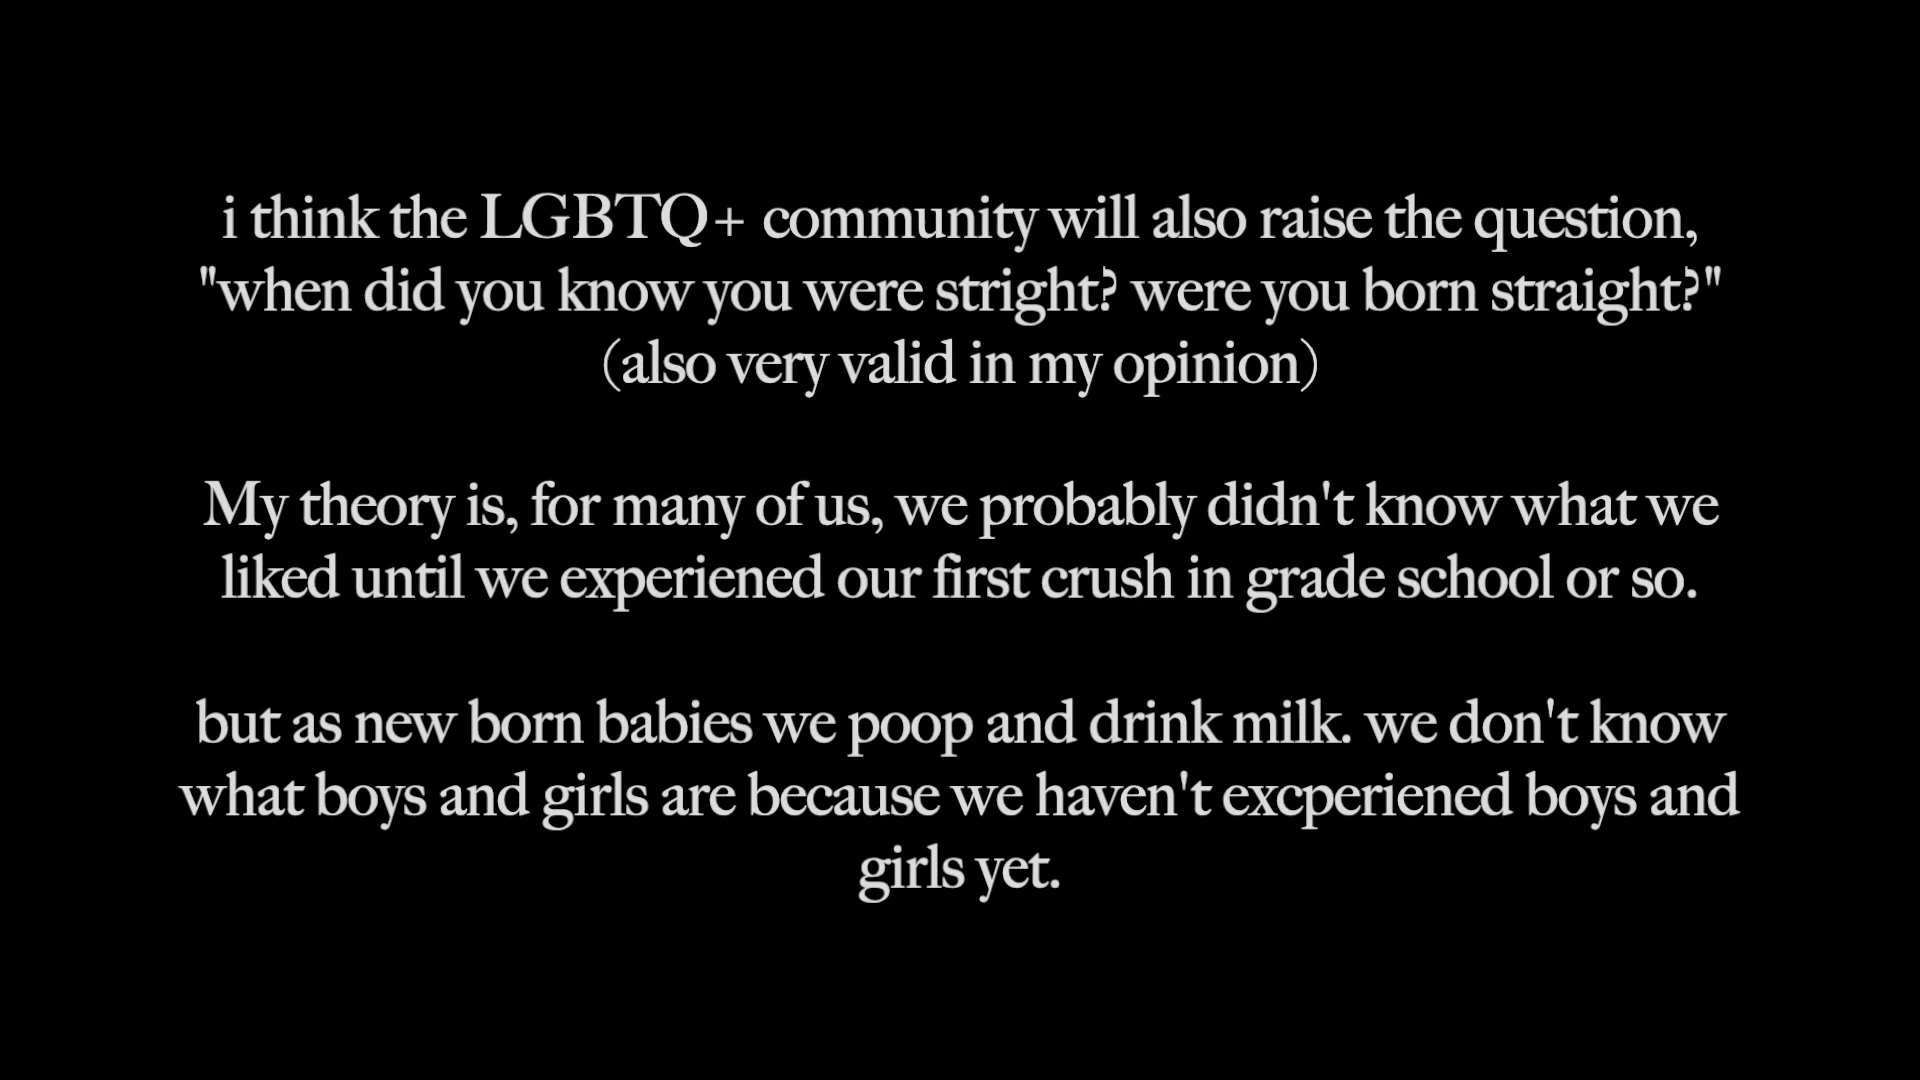 i think the LGBTQ+ community will also raise the question,
"when did you know you were stright? were you born straight?"
(also very valid in my opinion)
My theory is, for many of us, we probably didn't know what we
liked until we experiened our first crush in grade school or so.
but as new born babies we poop and drink milk. we don't know
what boys and girls are because we haven't excperiened boys and
girls yet.